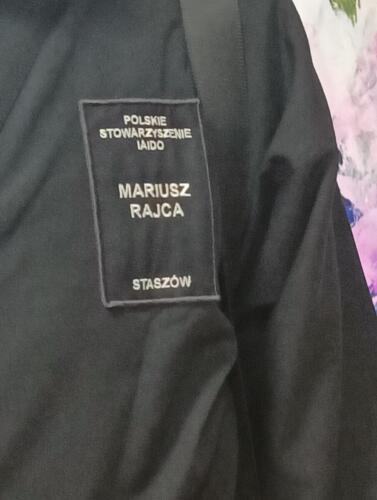 POLSKIE
STOWARZYSZENIE
IAIDO
MARIUSZ
RAJCA
STASZÓW